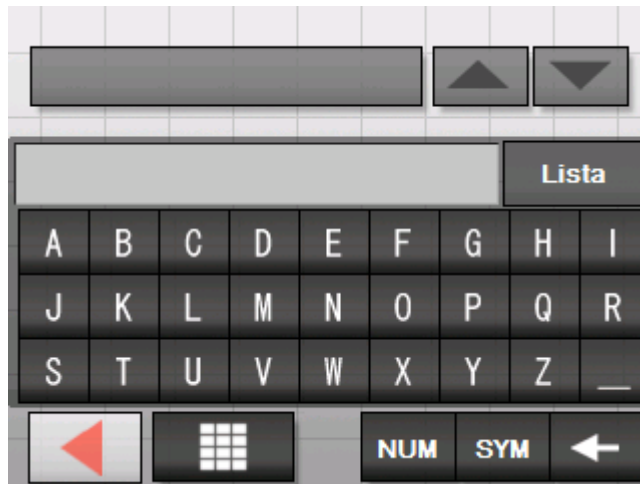 Lista
A B C D E F G H I
J K L M N O P Q R
S T U V W X Y Z _
NUM SYM